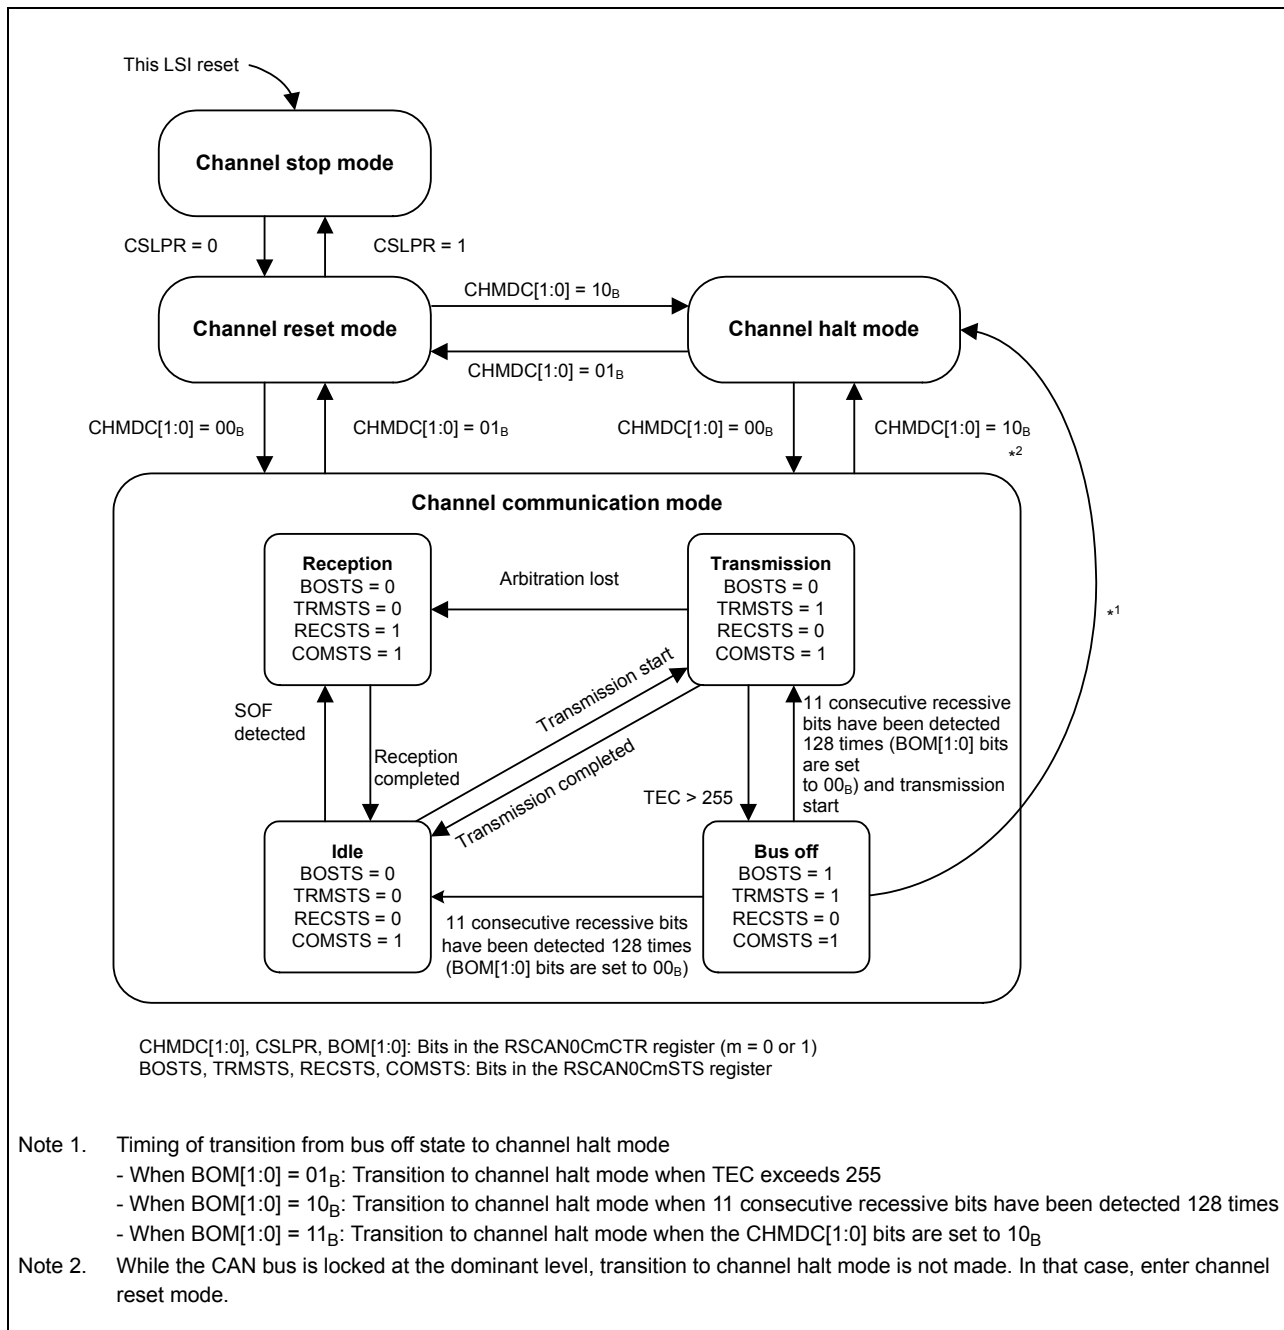 This LSI reset
Channel stop mode
CSLPR = 0
CSLPR = 1
Channel reset mode
CHMDC[1:0] = 10B
Channel halt mode
CHMDC[1:0] = 01B
CHMDC[1:0] = 00B
CHMDC[1:0] = 01B
CHMDC[1:0] = 00B
CHMDC[1:0] = 10B
*2
Channel communication mode
Reception
BOSTS = 0
TRMSTS = 0
RECSTS = 1
COMSTS = 1
Arbitration lost
Transmission
BOSTS = 0
TRMSTS = 1
RECSTS = 0
COMSTS = 1
*1
SOF
detected
Reception
completed
Transmission start
Transmission completed
TEC > 255
11 consecutive recessive
bits have been detected
128 times (BOM[1:0] bits
are set
to 00B) and transmission
start
Idle
BOSTS = 0
TRMSTS = 0
RECSTS = 0
COMSTS = 1
11 consecutive recessive bits
have been detected 128 times
(BOM[1:0] bits are set to 00B)
Bus off
BOSTS = 1
TRMSTS = 1
RECSTS = 0
COMSTS =1
CHMDC[1:0], CSLPR, BOM[1:0]: Bits in the RSCAN0CmCTR register (m = 0 or 1)
BOSTS, TRMSTS, RECSTS, COMSTS: Bits in the RSCAN0CmSTS register
Note 1. Timing of transition from bus off state to channel halt mode
- When BOM[1:0] = 01B: Transition to channel halt mode when TEC exceeds 255
- When BOM[1:0] = 10B: Transition to channel halt mode when 11 consecutive recessive bits have been detected 128 times
- When BOM[1:0] = 11B: Transition to channel halt mode when the CHMDC[1:0] bits are set to 10B
Note 2. While the CAN bus is locked at the dominant level, transition to channel halt mode is not made. In that case, enter channel
reset mode.